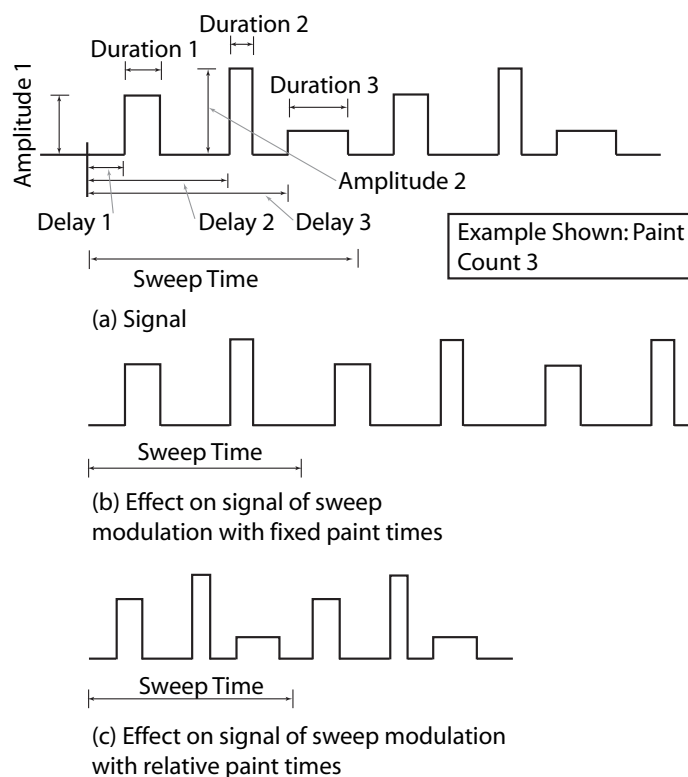 Duration 2
Duration 1
Duration 3
Amplitude 1
Amplitude 2
Delay 1
Delay 2
Delay 3
Example Shown: Paint
Count 3
Sweep Time
(a) Signal
Sweep Time
(b) Effect on signal of sweep
modulation with fixed paint times
Sweep Time
(c) Effect on signal of sweep modulation
with relative paint times